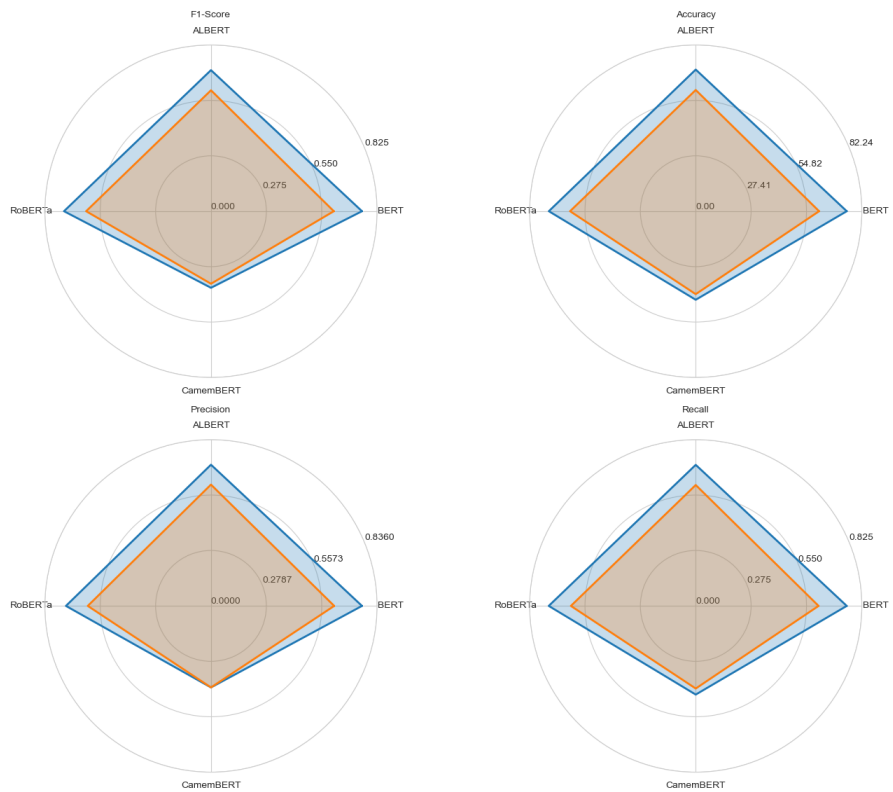 F1-Score
ALBERT
0.825
0.550
0.275
0.000
RoBERTa
BERT
CamemBERT
Accuracy
ALBERT
82.24
54.82
27.41
0.00
RoBERTa
BERT
CamemBERT
Precision
ALBERT
0.8360
0.5573
0.2787
0.0000
RoBERTa
BERT
CamemBERT
Recall
ALBERT
0.825
0.550
0.275
0.000
RoBERTa
BERT
CamemBERT